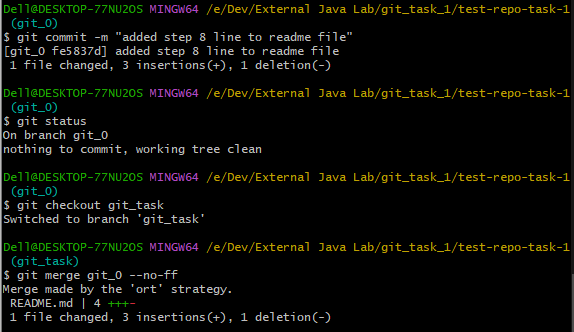 Dell@DESKTOP-77NU2OS MINGW64 /e/Dev/External Java Lab/git_task_1/test-repo-task-1
(git_0)
$ git commit -m "added step 8 line to readme file"
[git_0 fe5837d] added step 8 line to readme file
1 file changed, 3 insertions(+), 1 deletion(-)
Dell@DESKTOP-77NU2OS MINGW64 /e/Dev/External Java Lab/git_task_1/test-repo-task-1
(git_0)
$ git status
On branch git_0
nothing to commit, working tree clean
Dell@DESKTOP-77NU2OS MINGW64 /e/Dev/External Java Lab/git_task_1/test-repo-task-1
(git_0)
$ git checkout git_task
Switched to branch 'git_task'
Dell@DESKTOP-77NU2OS MINGW64 /e/Dev/External Java Lab/git_task_1/test-repo-task-1
(git_task)
$ git merge git_0 --no-ff
Merge made by the 'ort' strategy.
README.md | 4 +++-
1 file changed, 3 insertions(+), 1 deletion(-)